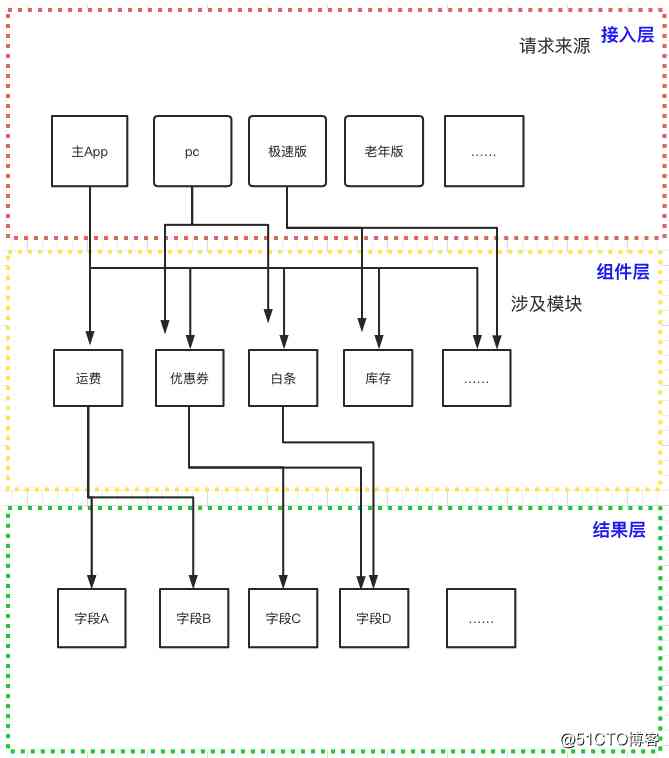 接入层
请求来源
主App
pc
极速版
老年版
......
组件层
涉及模块
运费
优惠券
白条
库存
......
结果层
字段A
字段B
字段C
字段D
......
@51CTO博客